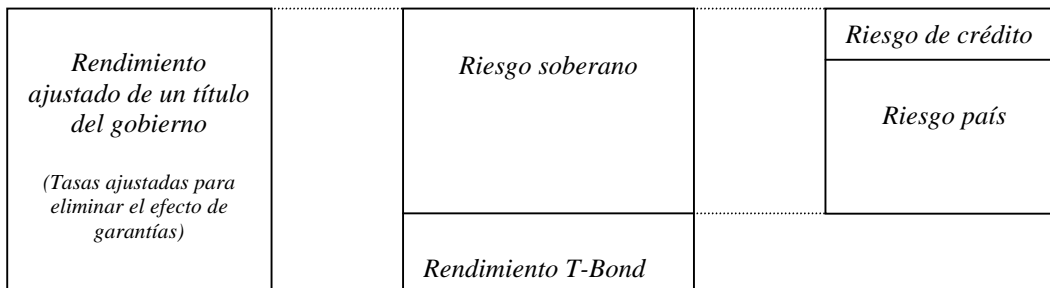 Rendimiento
ajustado de un título
del gobierno
(Tasas ajustadas para
eliminar el efecto de
garantías)
Riesgo soberano
Rendimiento T-Bond
Riesgo de crédito
Riesgo país